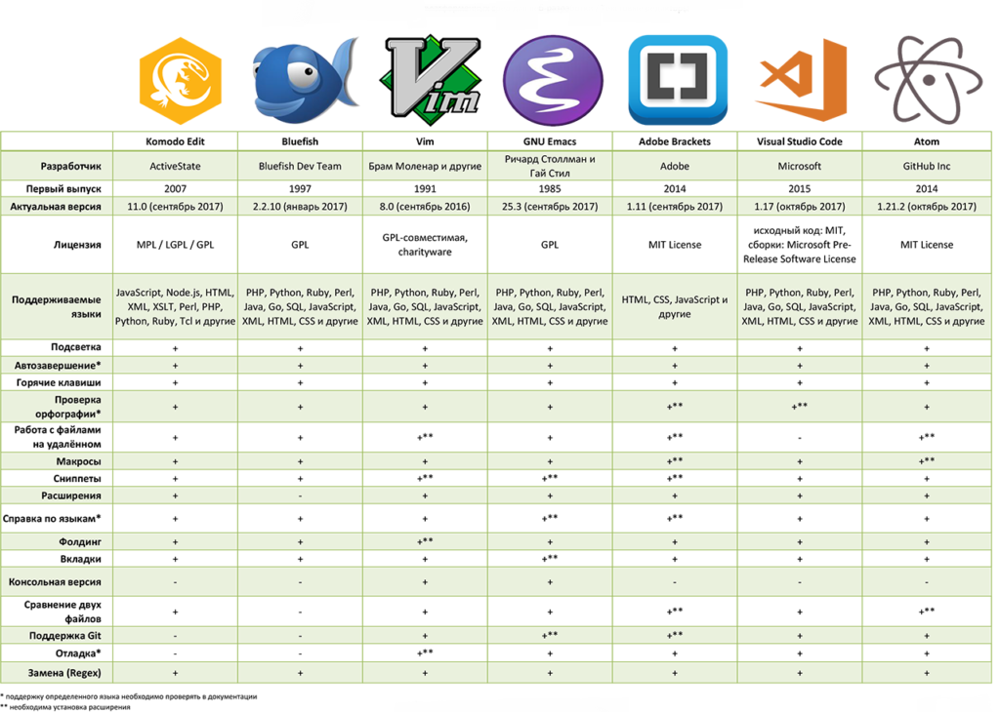 Vim
Komodo Edit Bluefish Vim GNU Emacs Adobe Brackets Visual Studio Code Atom
Разработчик ActiveState Bluefish Dev Team Брам Моленар и другие Ричард Столлман и Гай Стил Adobe Microsoft GitHub Inc
Первый выпуск 2007 1997 1991 1985 2014 2015 2014
Актуальная версия 11.0 (сентябрь 2017) 2.2.10 (январь 2017) 8.0 (сентябрь 2016) 25.3 (сентябрь 2017) 1.11 (сентябрь 2017) 1.17 (октябрь 2017) 1.21.2 (октябрь 2017)
Лицензия MPL / LGPL / GPL GPL GPL-совместимая, charityware GPL MIT License исходный код: MIT, сборки: Microsoft Pre-Release Software License MIT License
Поддерживаемые языки JavaScript, Node.js, HTML, XML, XSLT, Perl, PHP, Python, Ruby, Tcl и другие PHP, Python, Ruby, Perl, Java, Go, SQL, JavaScript, XML, HTML, CSS и другие PHP, Python, Ruby, Perl, Java, Go, SQL, JavaScript, XML, HTML, CSS и другие PHP, Python, Ruby, Perl, Java, Go, SQL, JavaScript, XML, HTML, CSS и другие HTML, CSS, JavaScript и другие PHP, Python, Ruby, Perl, Java, Go, SQL, JavaScript, XML, HTML, CSS и другие PHP, Python, Ruby, Perl, Java, Go, SQL, JavaScript, XML, HTML, CSS и другие
Подсветка + + + + + + +
Автозавершение* + + + + + + +
Горячие клавиши + + + + + + +
Проверка орфографии* + + + + +** +** +
Работа с файлами на удалённом + + +** + +** - +**
Макросы + + + + +** + +**
Сниппеты + + +** +** +** + +
Расширения + - + + + + +
Справка по языкам* + + + +** +** + +
Фолдинг + + +** + + + +
Вкладки + + + +** + + +
Консольная версия - - + + - - -
Сравнение двух файлов + - + + +** + +**
Поддержка Git - - + +** +** + +
Отладка* - - +** + + + +
Замена (Regex) + + + + + + +
* поддержку определенного языка необходимо проверять в документации
** необходима установка расширения